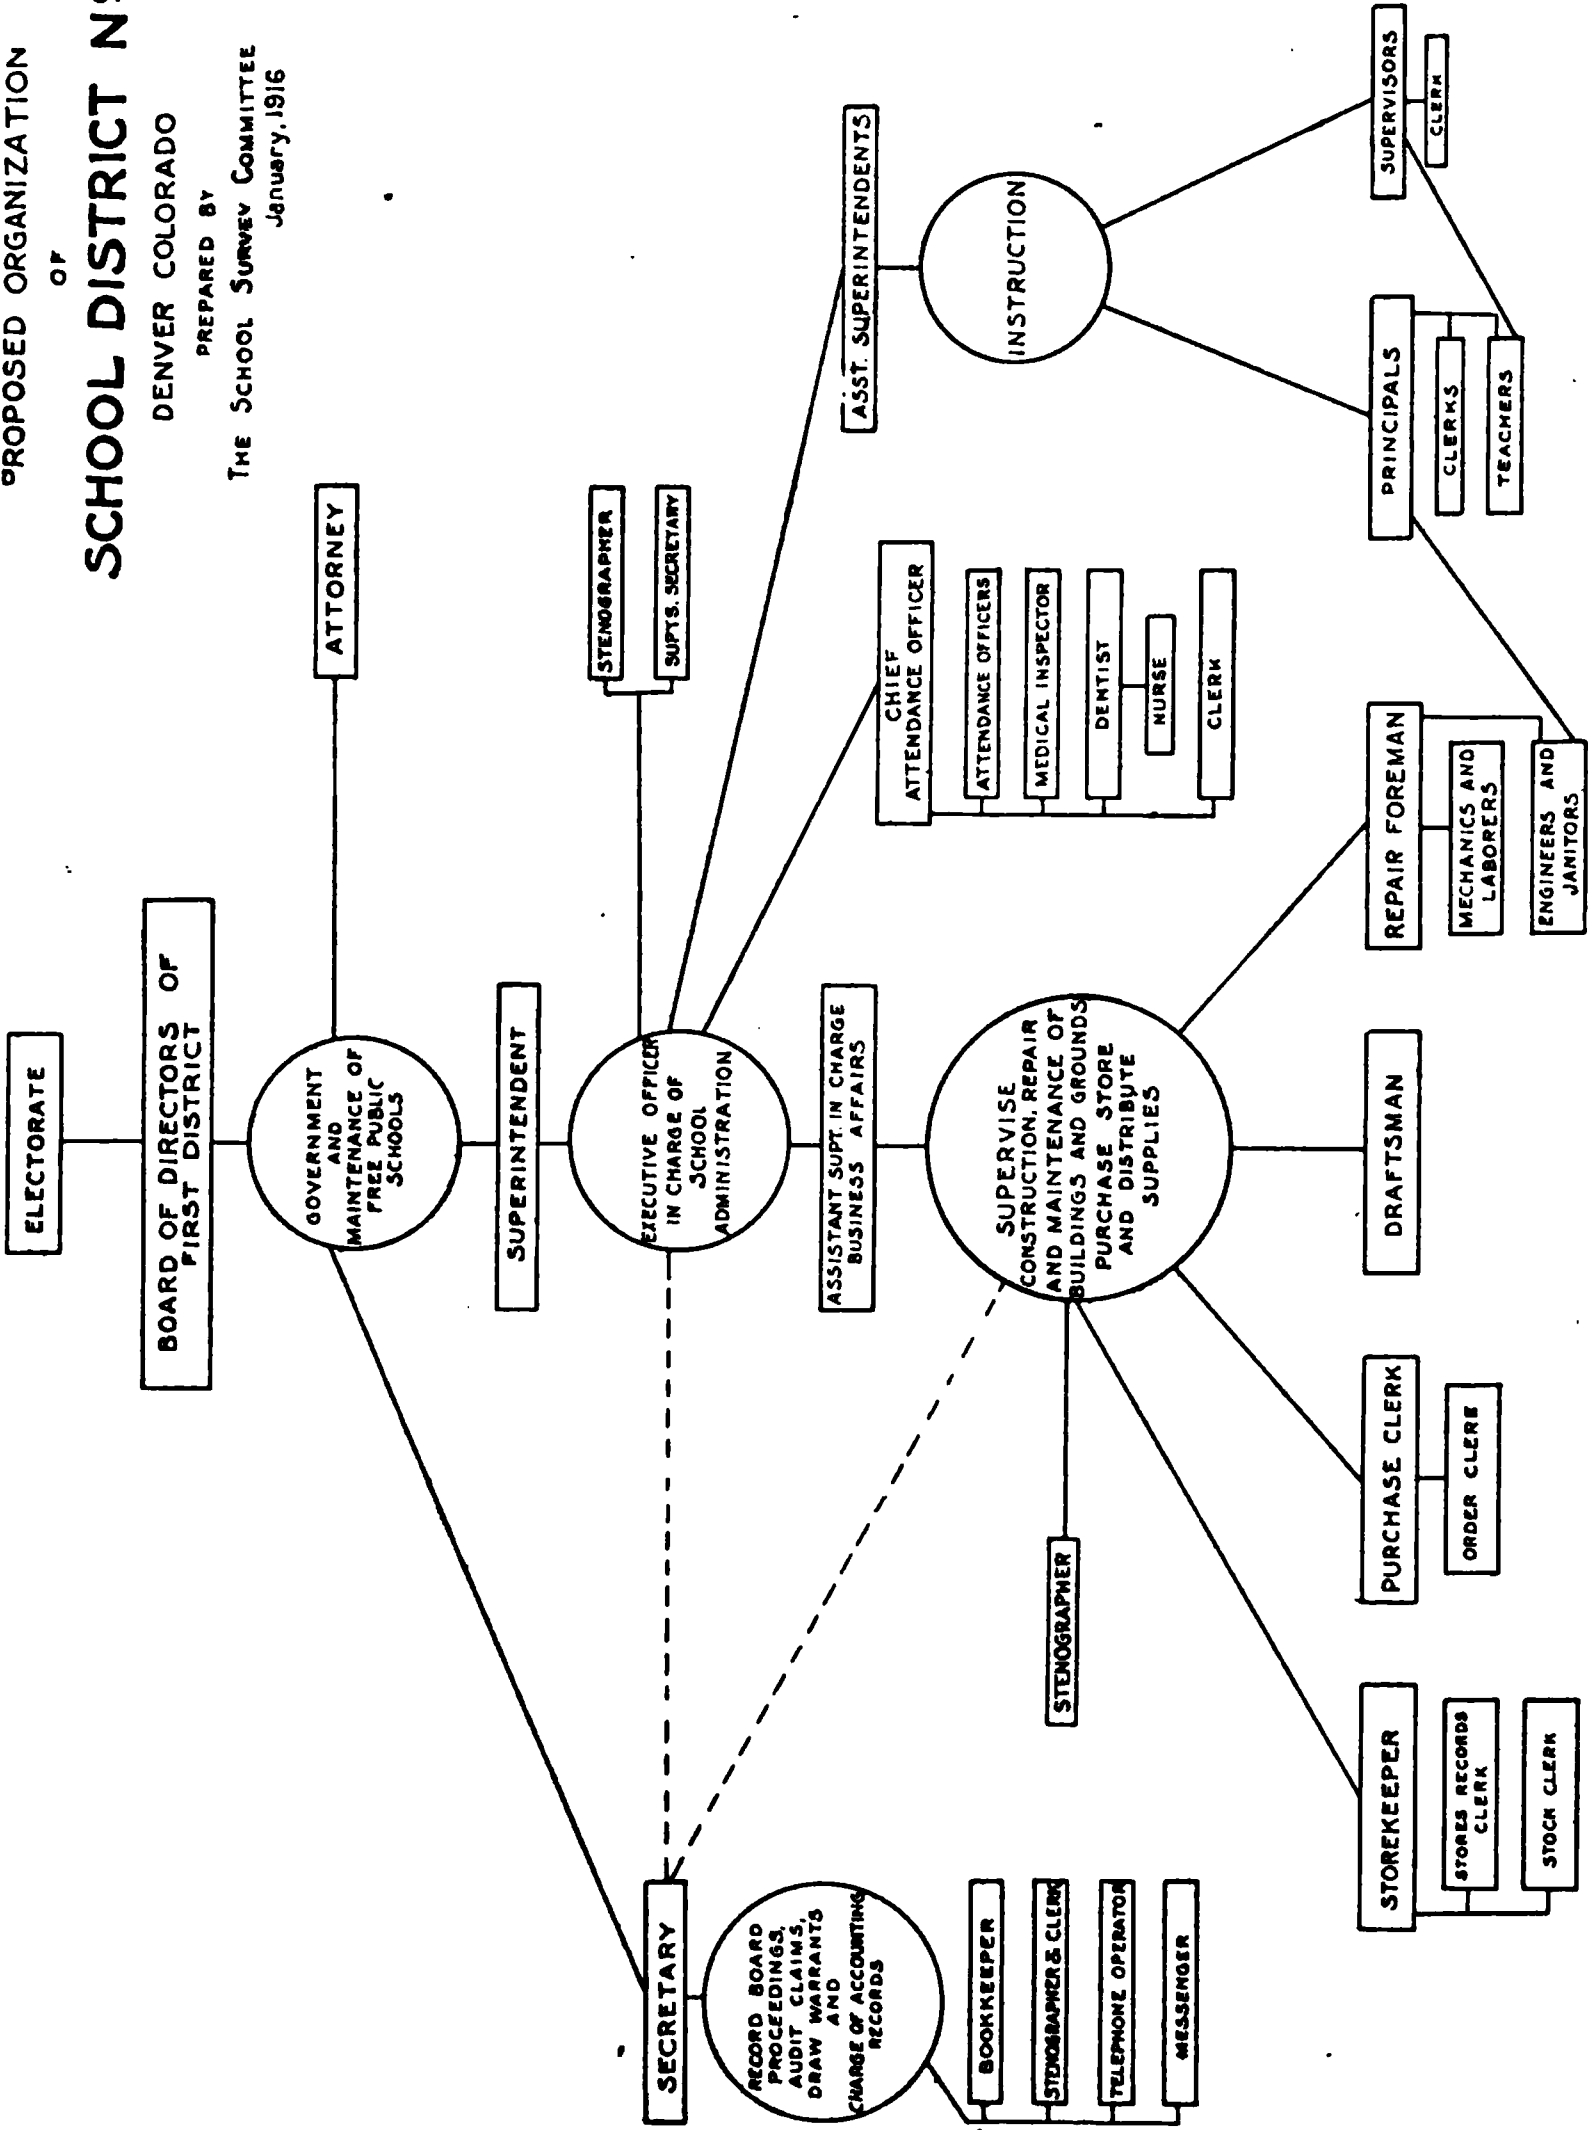 PROPOSED ORGANIZATION
OF
SCHOOL DISTRICT
DENVER COLORADO
PREPARED BY
THE SCHOOL SURVEY COMMITTEE
January, 1916
ELECTORATE
BOARD OF DIRECTORS OF
FIRST DISTRICT
GOVERNMENT
AND
MAINTENANCE OF
FREE PUBLIC
SCHOOLS
ATTORNEY
SUPERINTENDENT
EXECUTIVE OFFICER
IN CHARGE OF
SCHOOL
ADMINISTRATION
STENOGRAPHER
SUPTS. SECRETARY
SECRETARY
RECORD BOARD
PROCEEDINGS,
AUDIT CLAIMS,
DRAW WARRANTS
AND
CHARGE OF ACCOUNTING
RECORDS
BOOKKEEPER
STENOGRAPHER & CLERK
TELEPHONE OPERATOR
MESSENGER
ASSISTANT SUPT. IN CHARGE
BUSINESS AFFAIRS
SUPERVISE
CONSTRUCTION, REPAIR
AND MAINTENANCE OF
BUILDINGS AND GROUNDS
PURCHASE STORE
AND DISTRIBUTE
SUPPLIES
STENOGRAPHER
CHIEF
ATTENDANCE OFFICER
ATTENDANCE OFFICERS
MEDICAL INSPECTOR
DENTIST
NURSE
CLERK
ASST. SUPERINTENDENTS
INSTRUCTION
STOREKEEPER
STORES RECORDS
CLERK
STOCK CLERK
PURCHASE CLERK
ORDER CLERK
DRAFTSMAN
REPAIR FOREMAN
MECHANICS AND
LABORERS
ENGINEERS AND
JANITORS
PRINCIPALS
CLERKS
TEACHERS
SUPERVISORS
CLERK